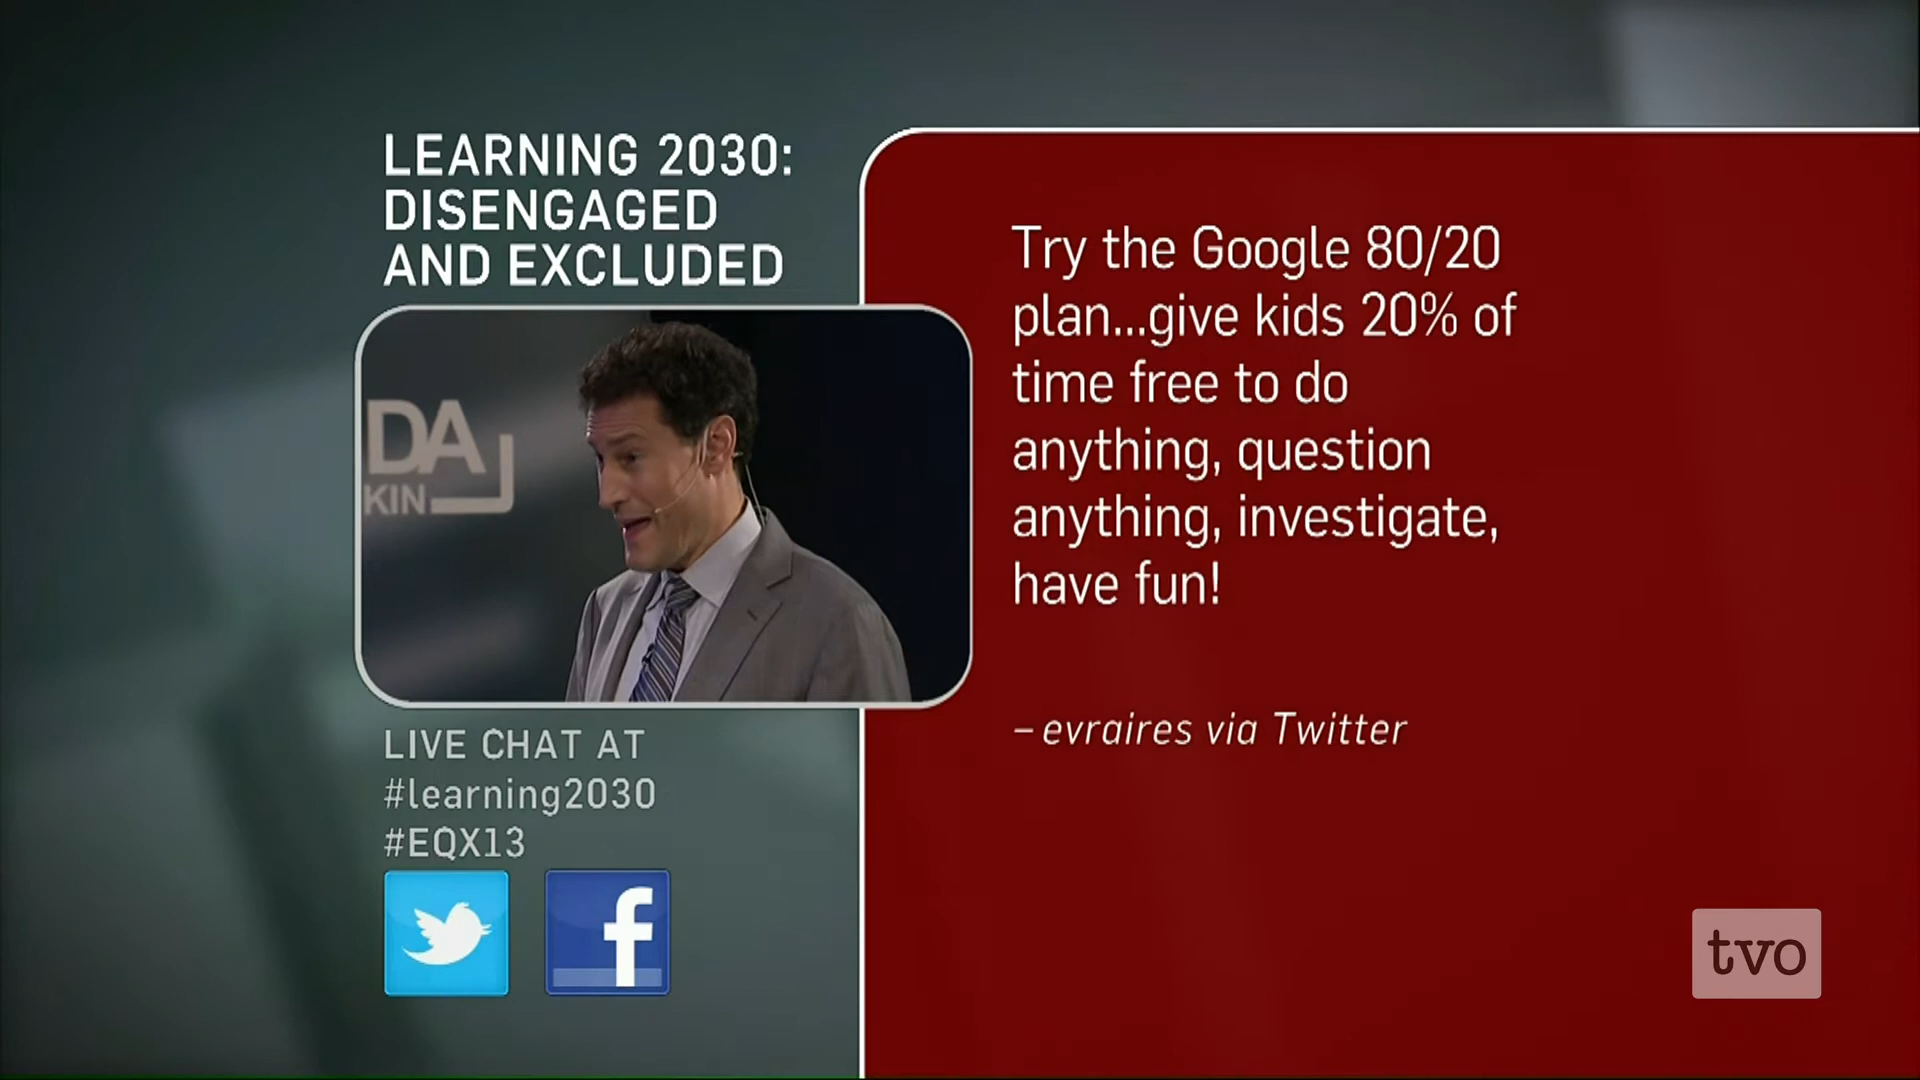 LEARNING 2030:
DISENGAGED
AND EXCLUDED
DA
KIN
LIVE CHAT AT
#learning2030
#EQX13
f
Try the Google 80/20
plan...give kids 20% of
time free to do
anything, question
anything, investigate,
have fun!
– evraires via Twitter
tvo